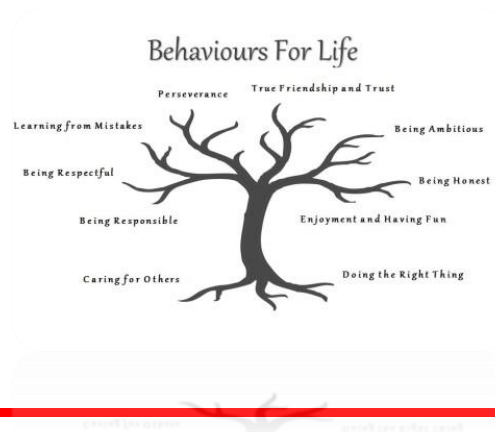 Behaviours For Life
True Friendship and Trust
Perseverance
Learning from Mistakes
Being Ambitious
Being Respectful
Being Honest
Being Responsible
Enjoyment and Having Fun
Caring for Others
Doing the Right Thing